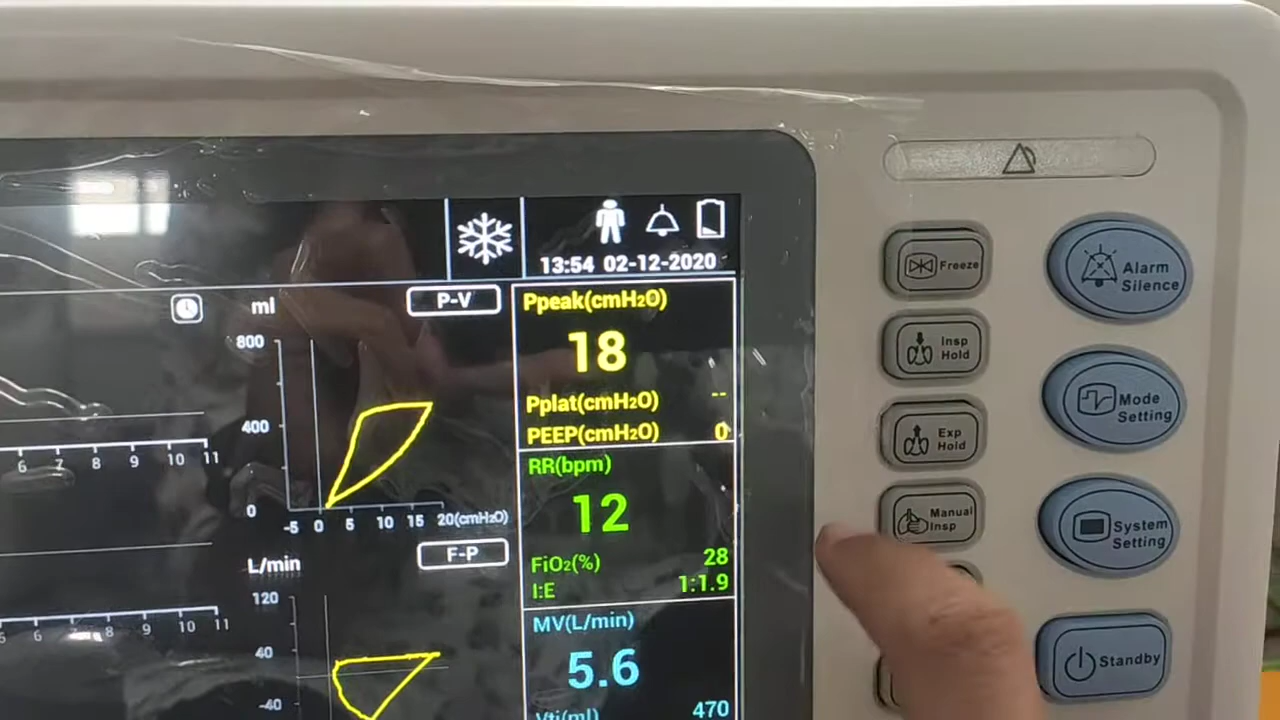 13:54 02-12-2020
ml
P-V
800
400
0
-5 0 5 10 15 20(cmH2O)
6 7 8 9 10 11
L/min
F-P
120
40
-40
6 7 8 9 10 11
Ppeak(cmH2O)
18
Pplat(cmH2O) --
PEEP(cmH2O) 0
RR(bpm)
12
FiO2(%) 28
I:E 1:1.9
MV(L/min)
5.6
Vti(ml) 470
Freeze
Insp
Hold
Exp
Hold
Manual
Insp
Alarm
Silence
Mode
Setting
System
Setting
Standby